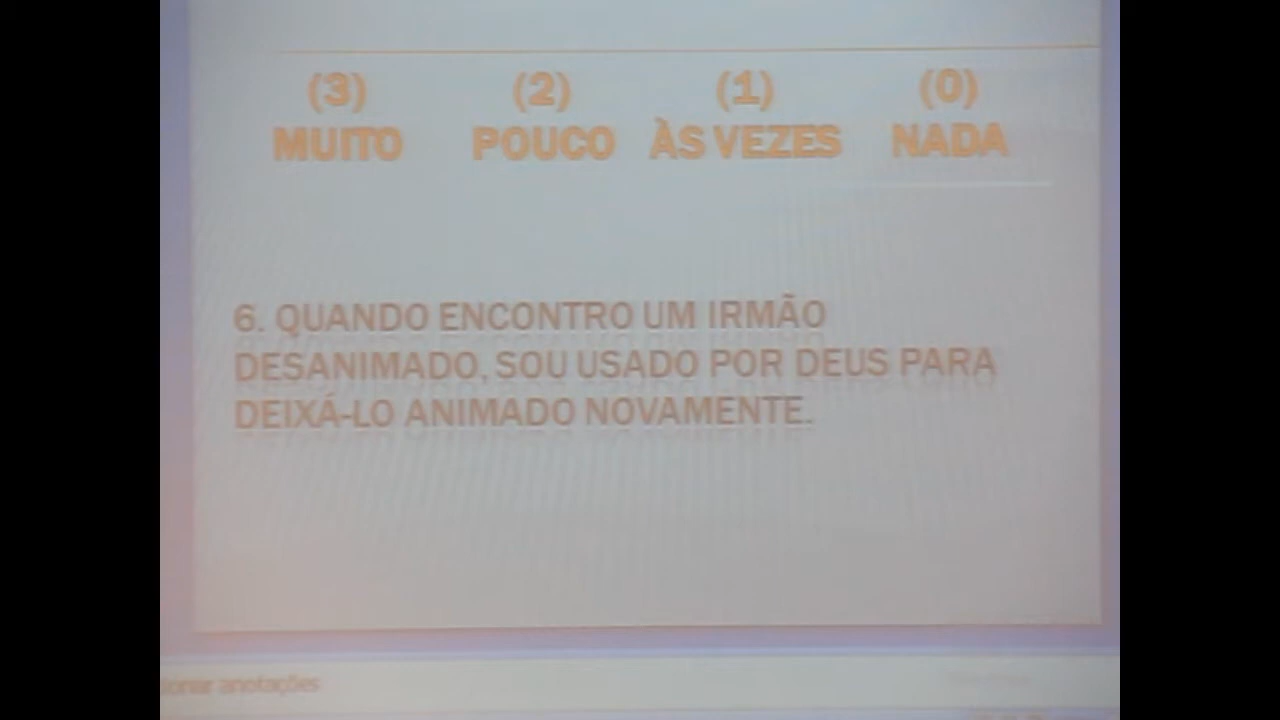 (3) (2) (1) (0)
MUITO POUCO ÀS VEZES NADA
6. QUANDO ENCONTRO UM IRMÃO
DESANIMADO, SOU USADO POR DEUS PARA
DEIXÁ-LO ANIMADO NOVAMENTE.
anotações